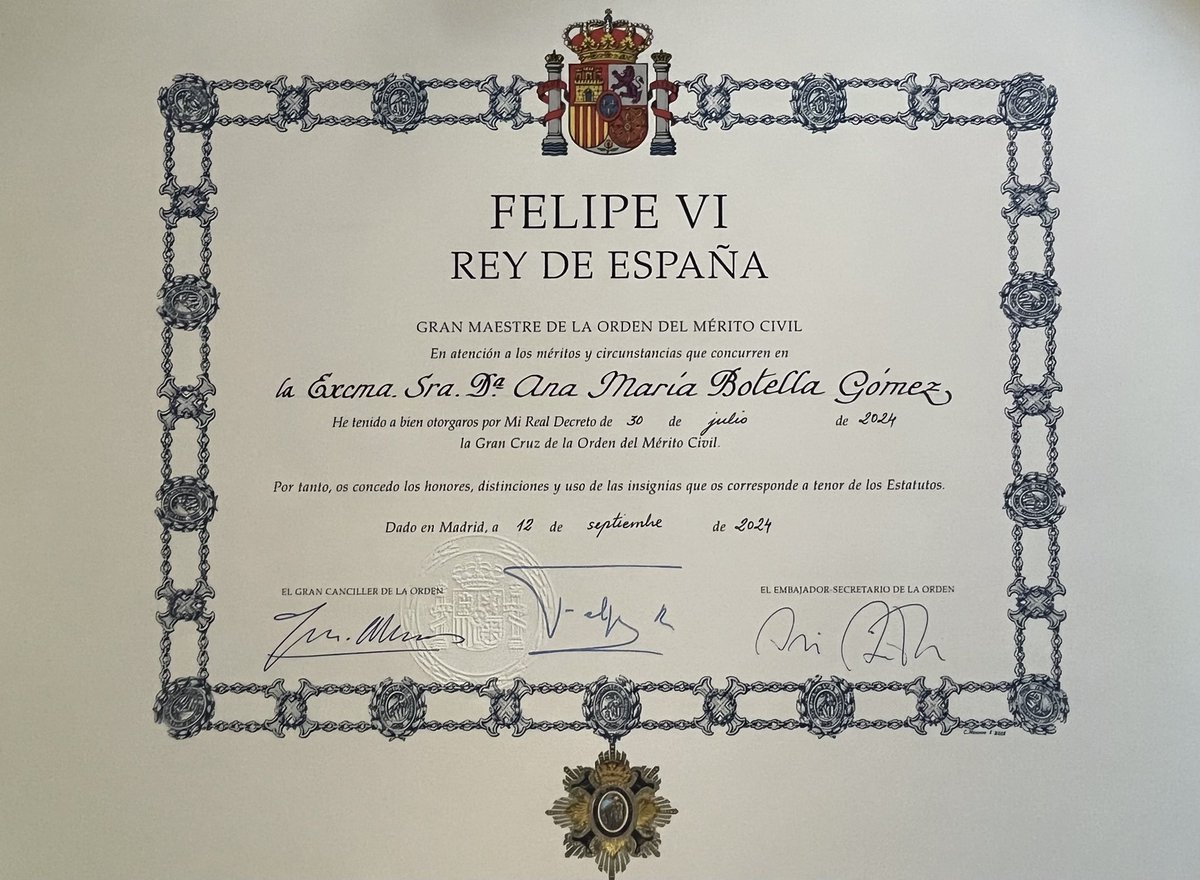 FELIPE VI
REY DE ESPAÑA
GRAN MAESTRE DE LA ORDEN DEL MÉRITO CIVIL
En atención a los méritos y circunstancias que concurren en
la Excma. Sra. Dª Ana María Botella Gómez
He tenido a bien otorgaros por Mi Real Decreto de 30 de julio de 2024
la Gran Cruz de la Orden del Mérito Civil.
Por tanto, os concedo los honores, distinciones y uso de las insignias que os corresponde a tenor de los Estatutos.
Dado en Madrid, a 12 de septiembre de 2024
EL GRAN CANCILLER DE LA ORDEN
EL EMBAJADOR-SECRETARIO DE LA ORDEN